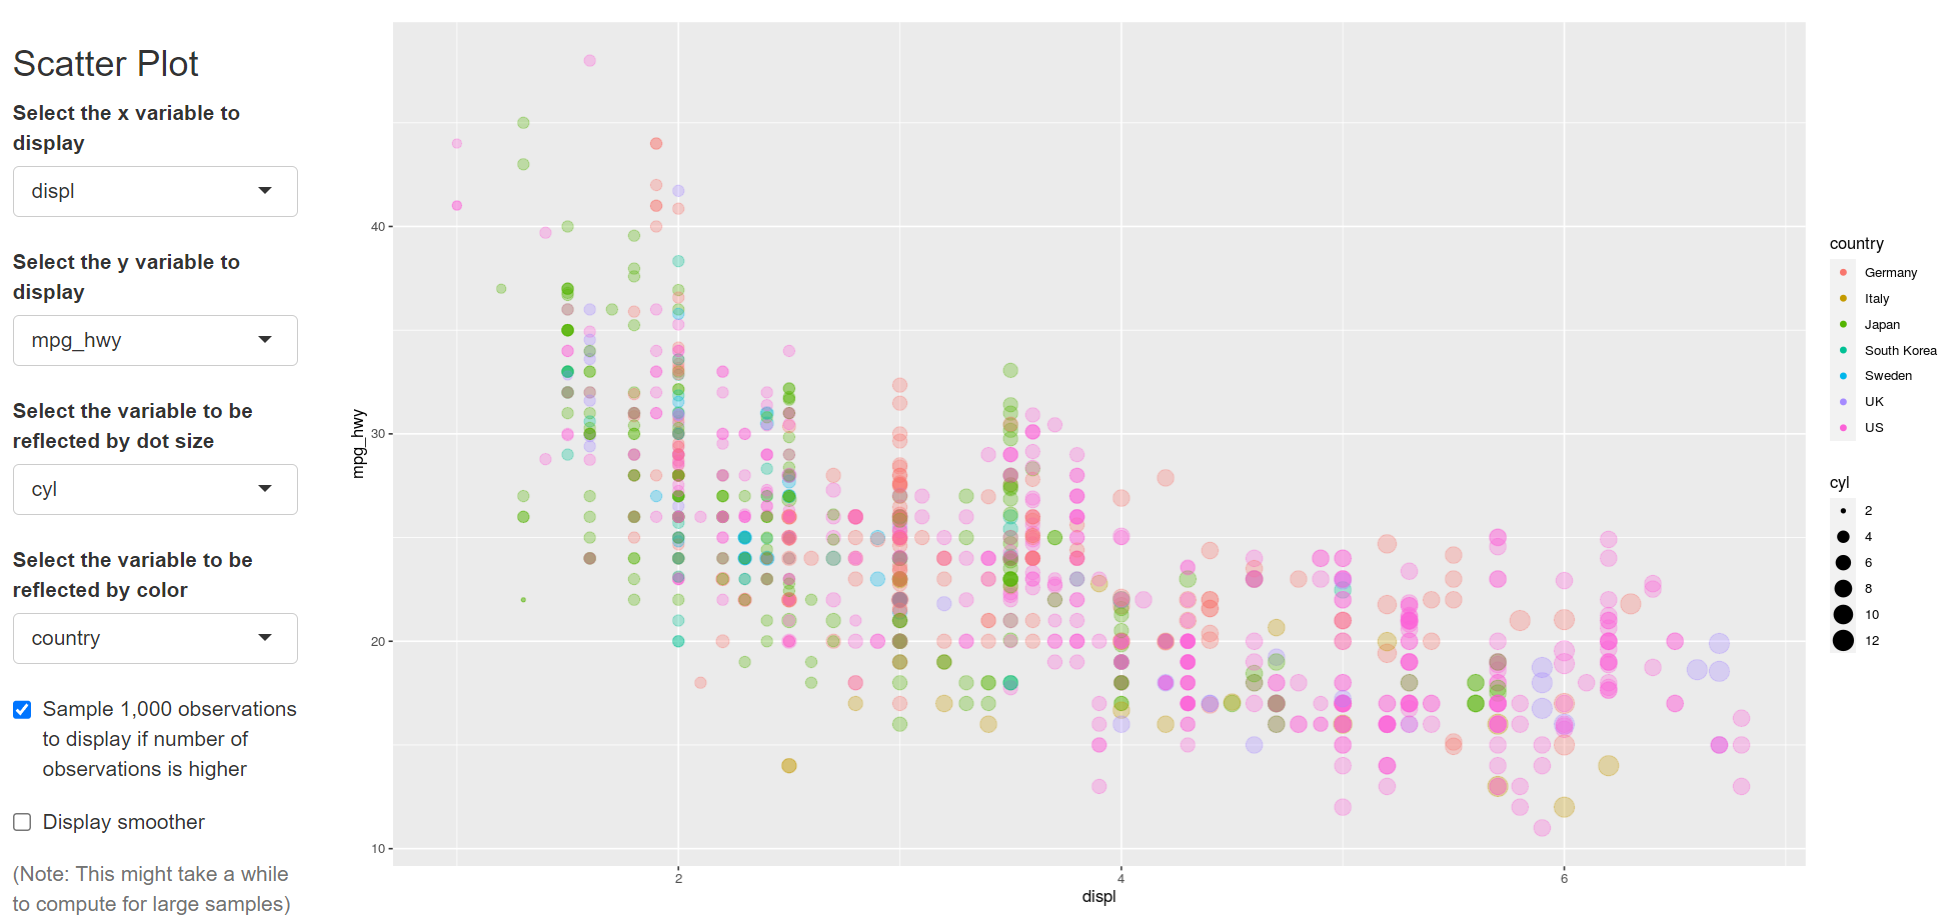 Scatter Plot
Select the x variable to
display
displ
Select the y variable to
display
mpg_hwy
Select the variable to be
reflected by dot size
cyl
Select the variable to be
reflected by color
country
Sample 1,000 observations
to display if number of
observations is higher
Display smoother
(Note: This might take a while
to compute for large samples)
mpg_hwy
40
30
20
10
2
4
6
displ
country
Germany
Italy
Japan
South Korea
Sweden
UK
US
cyl
2
4
6
8
10
12